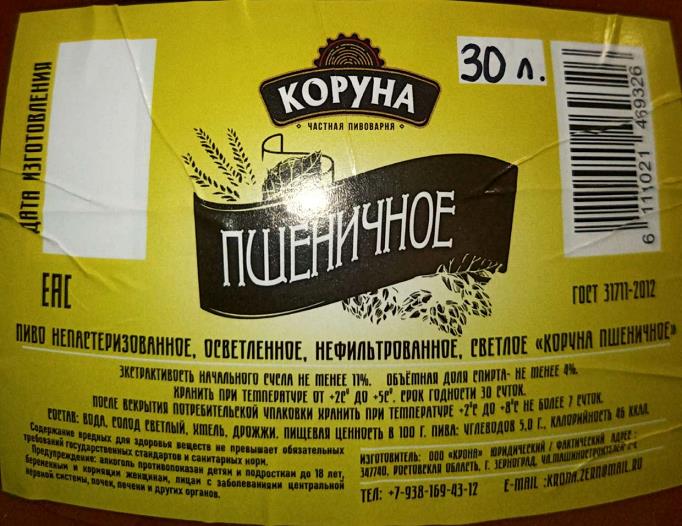 ДАТА ИЗГОТОВЛЕНИЯ
КОРУНА
ЧАСТНАЯ ПИВОВАРНЯ
30 л.
6 111021 469326
ПШЕНИЧНОЕ
ЕАС
ГОСТ 31711-2012
ПИВО НЕПАСТЕРИЗОВАННОЕ, ОСВЕТЛЕННОЕ, НЕФИЛЬТРОВАННОЕ, СВЕТЛОЕ «КОРУНА ПШЕНИЧНОЕ»
ЭКСТРАКТИВНОСТЬ НАЧАЛЬНОГО СУСЛА НЕ МЕНЕЕ 11%. ОБЪЁМНАЯ ДОЛЯ СПИРТА- НЕ МЕНЕЕ 4%.
ХРАНИТЬ ПРИ ТЕМПЕРАТУРЕ ОТ +2С° ДО +5С°. СРОК ГОДНОСТИ 30 СУТОК.
ПОСЛЕ ВСКРЫТИЯ ПОТРЕБИТЕЛЬСКОЙ УПАКОВКИ ХРАНИТЬ ПРИ ТЕМПЕРАТУРЕ +2°С ДО +8°С НЕ БОЛЕЕ 7 СУТОК.
СОСТАВ: ВОДА, СОЛОД СВЕТЛЫЙ, ХМЕЛЬ, ДРОЖЖИ. ПИЩЕВАЯ ЦЕННОСТЬ В 100 Г. ПИВА: УГЛЕВОДОВ 5,0 Г., КАЛОРИЙНОСТЬ 46 ККАЛ.
Содержание вредных для здоровья веществ не превышает обязательных
требований государственных стандартов и санитарных норм.
Предупреждение: алкоголь противопоказан детям и подросткам до 18 лет,
беременным и кормящим женщинам, лицам с заболеваниями центральной
нервной системы, почек, печени и других органов.
ИЗГОТОВИТЕЛЬ: ООО «КРОНА» ЮРИДИЧЕСКИЙ / ФАКТИЧЕСКИЙ АДРЕС:
347740, РОСТОВСКАЯ ОБЛАСТЬ, Г. ЗЕРНОГРАД, УЛ.МАШИНОСТРОИТЕЛЕЙ
ТЕЛ: +7-938-169-43-12 E-MAIL :KRONA.ZERN@MAIL.RU